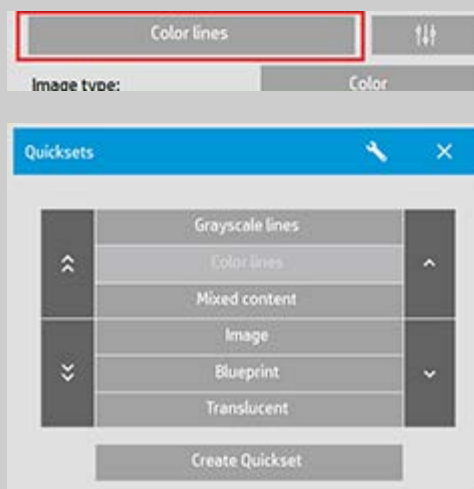 Color lines
Image type:
Color
Quicksets
Grayscale lines
Color lines
Mixed content
Image
Blueprint
Translucent
Create Quickset